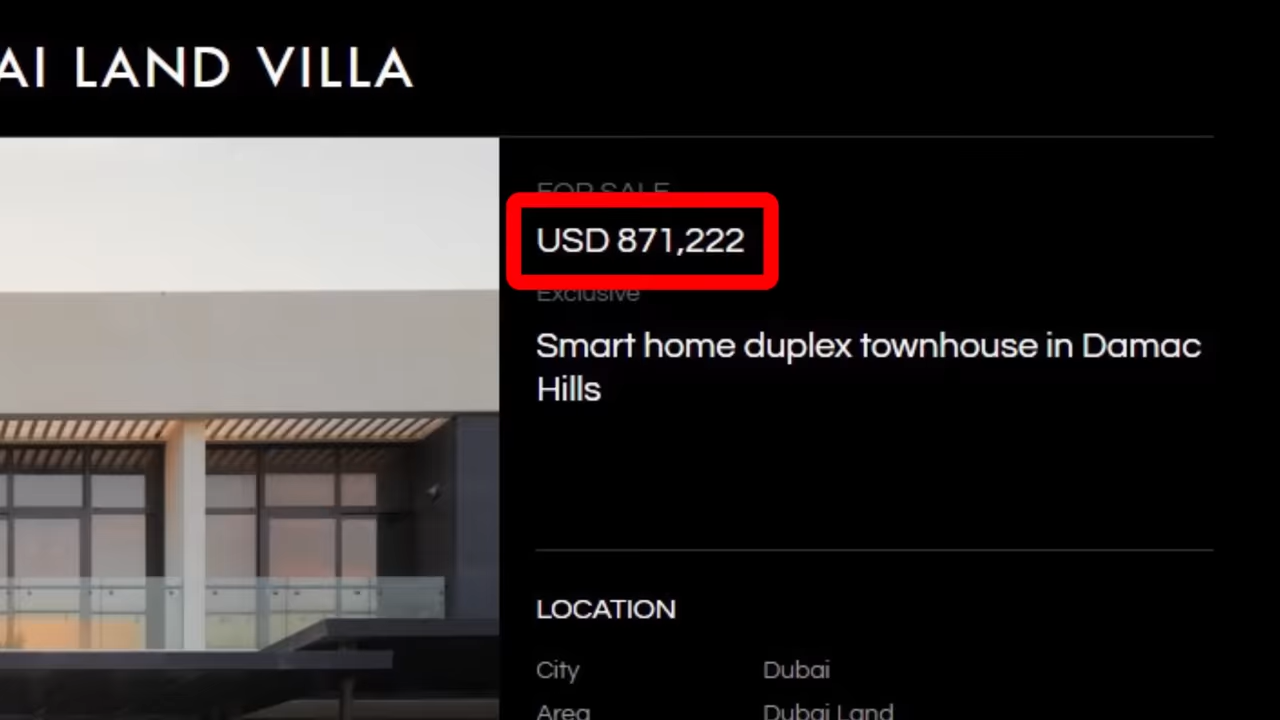 AI LAND VILLA
FOR SALE
USD 871,222
Exclusive
Smart home duplex townhouse in Damac
Hills
LOCATION
City Dubai
Area Dubai Land